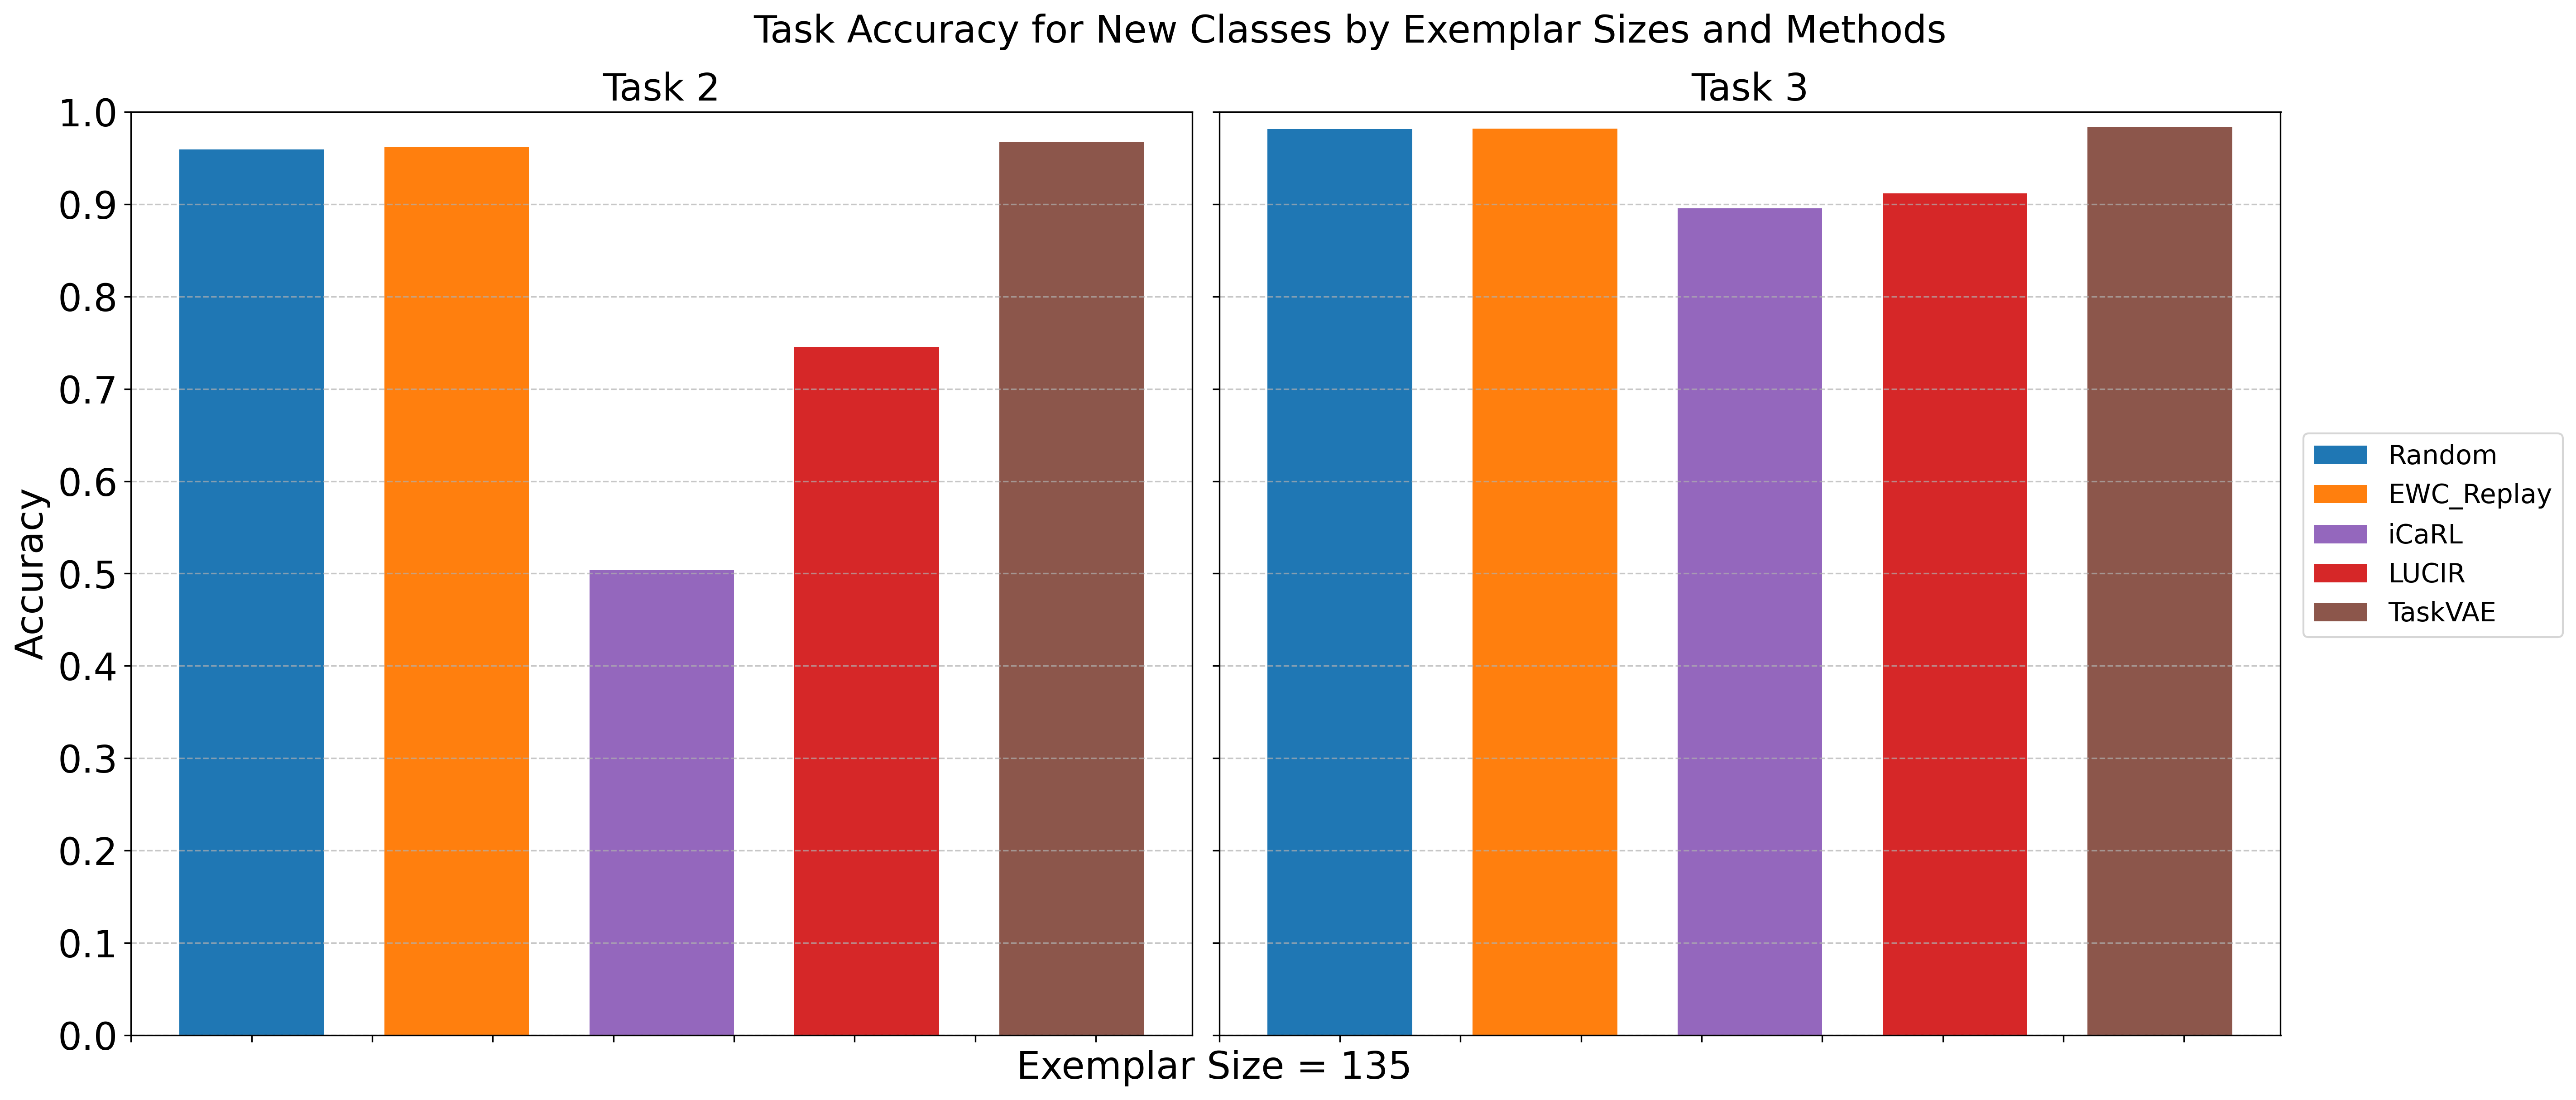 Task Accuracy for New Classes by Exemplar Sizes and Methods
Task 2
Task 3
1.0
0.9
0.8
0.7
0.6
0.5
0.4
0.3
0.2
0.1
0.0
Accuracy
Exemplar Size = 135
Random
EWC_Replay
iCaRL
LUCIR
TaskVAE